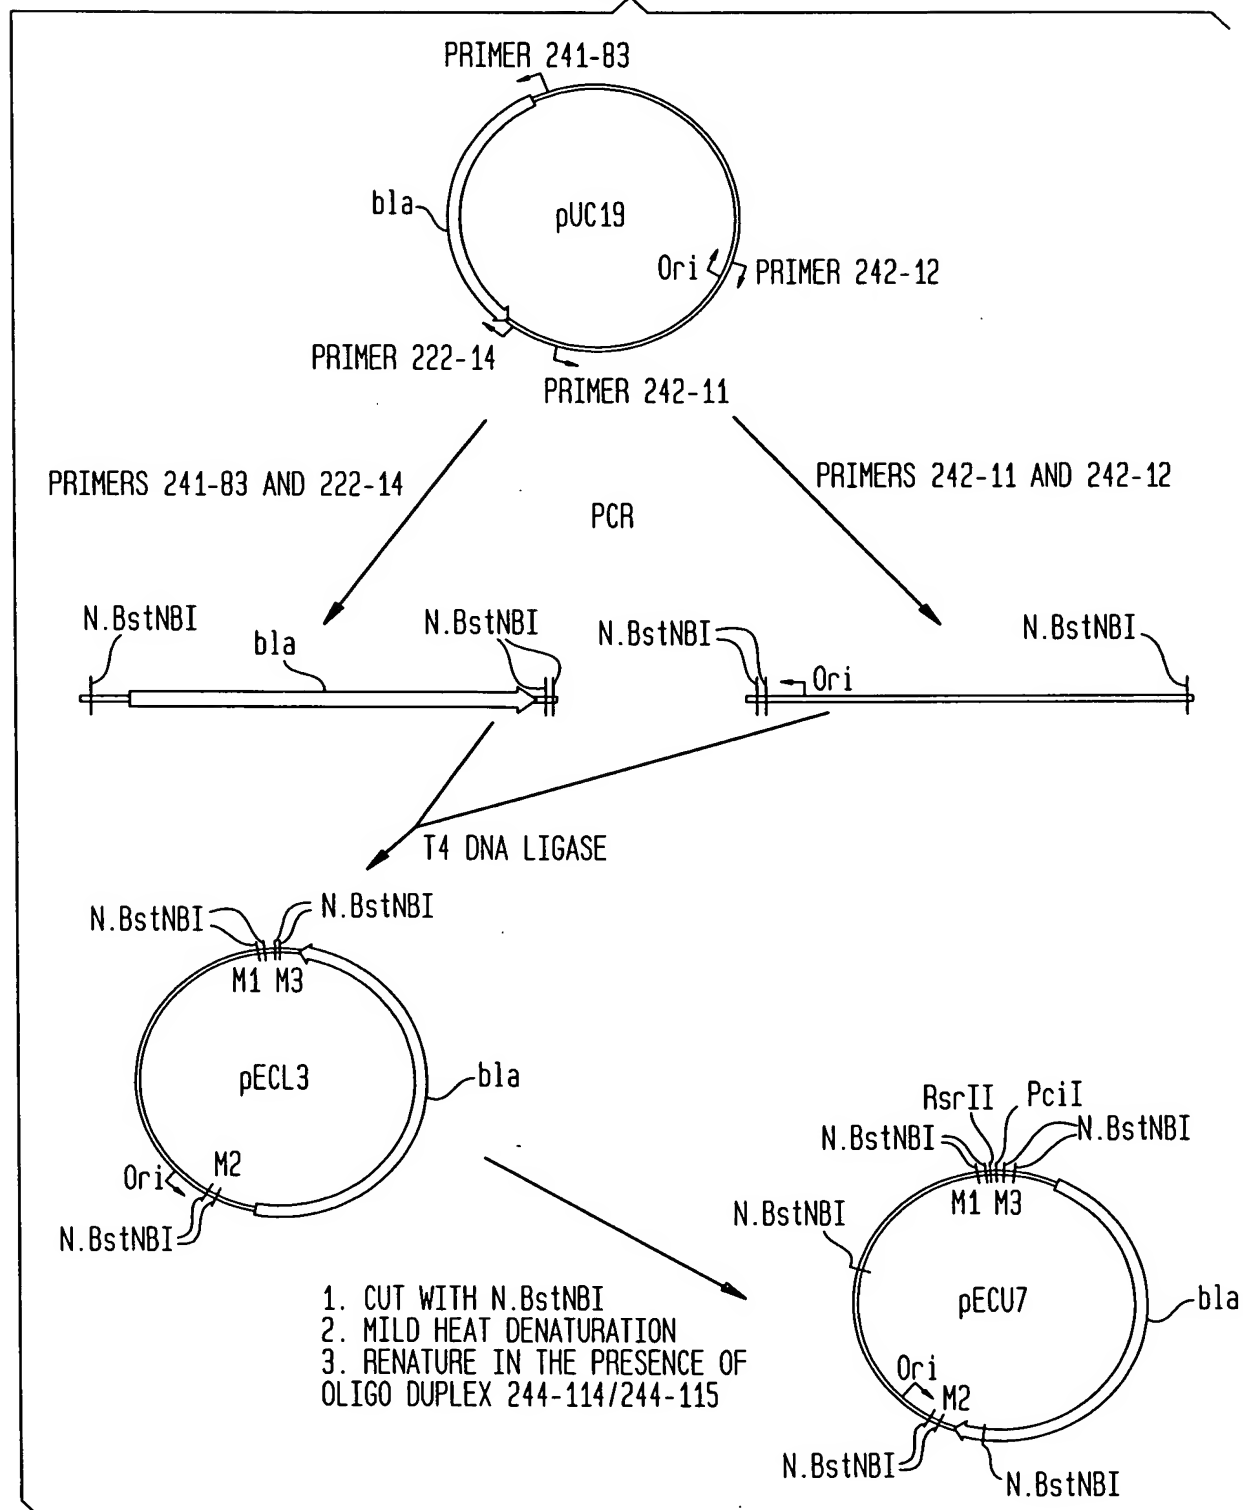 PRIMER 241-83
bla
pUC19
Ori
PRIMER 242-12
PRIMER 222-14
PRIMER 242-11
PRIMERS 241-83 AND 222-14
PRIMERS 242-11 AND 242-12
PCR
N.BstNBI
bla
N.BstNBI
N.BstNBI
Ori
N.BstNBI
T4 DNA LIGASE
N.BstNBI
N.BstNBI
M1 M3
pECL3
bla
Ori
M2
N.BstNBI
RsrII
PciI
N.BstNBI
N.BstNBI
M1 M3
N.BstNBI
pECU7
bla
Ori
M2
N.BstNBI
N.BstNBI
1. CUT WITH N.BstNBI
2. MILD HEAT DENATURATION
3. RENATURE IN THE PRESENCE OF
OLIGO DUPLEX 244-114/244-115